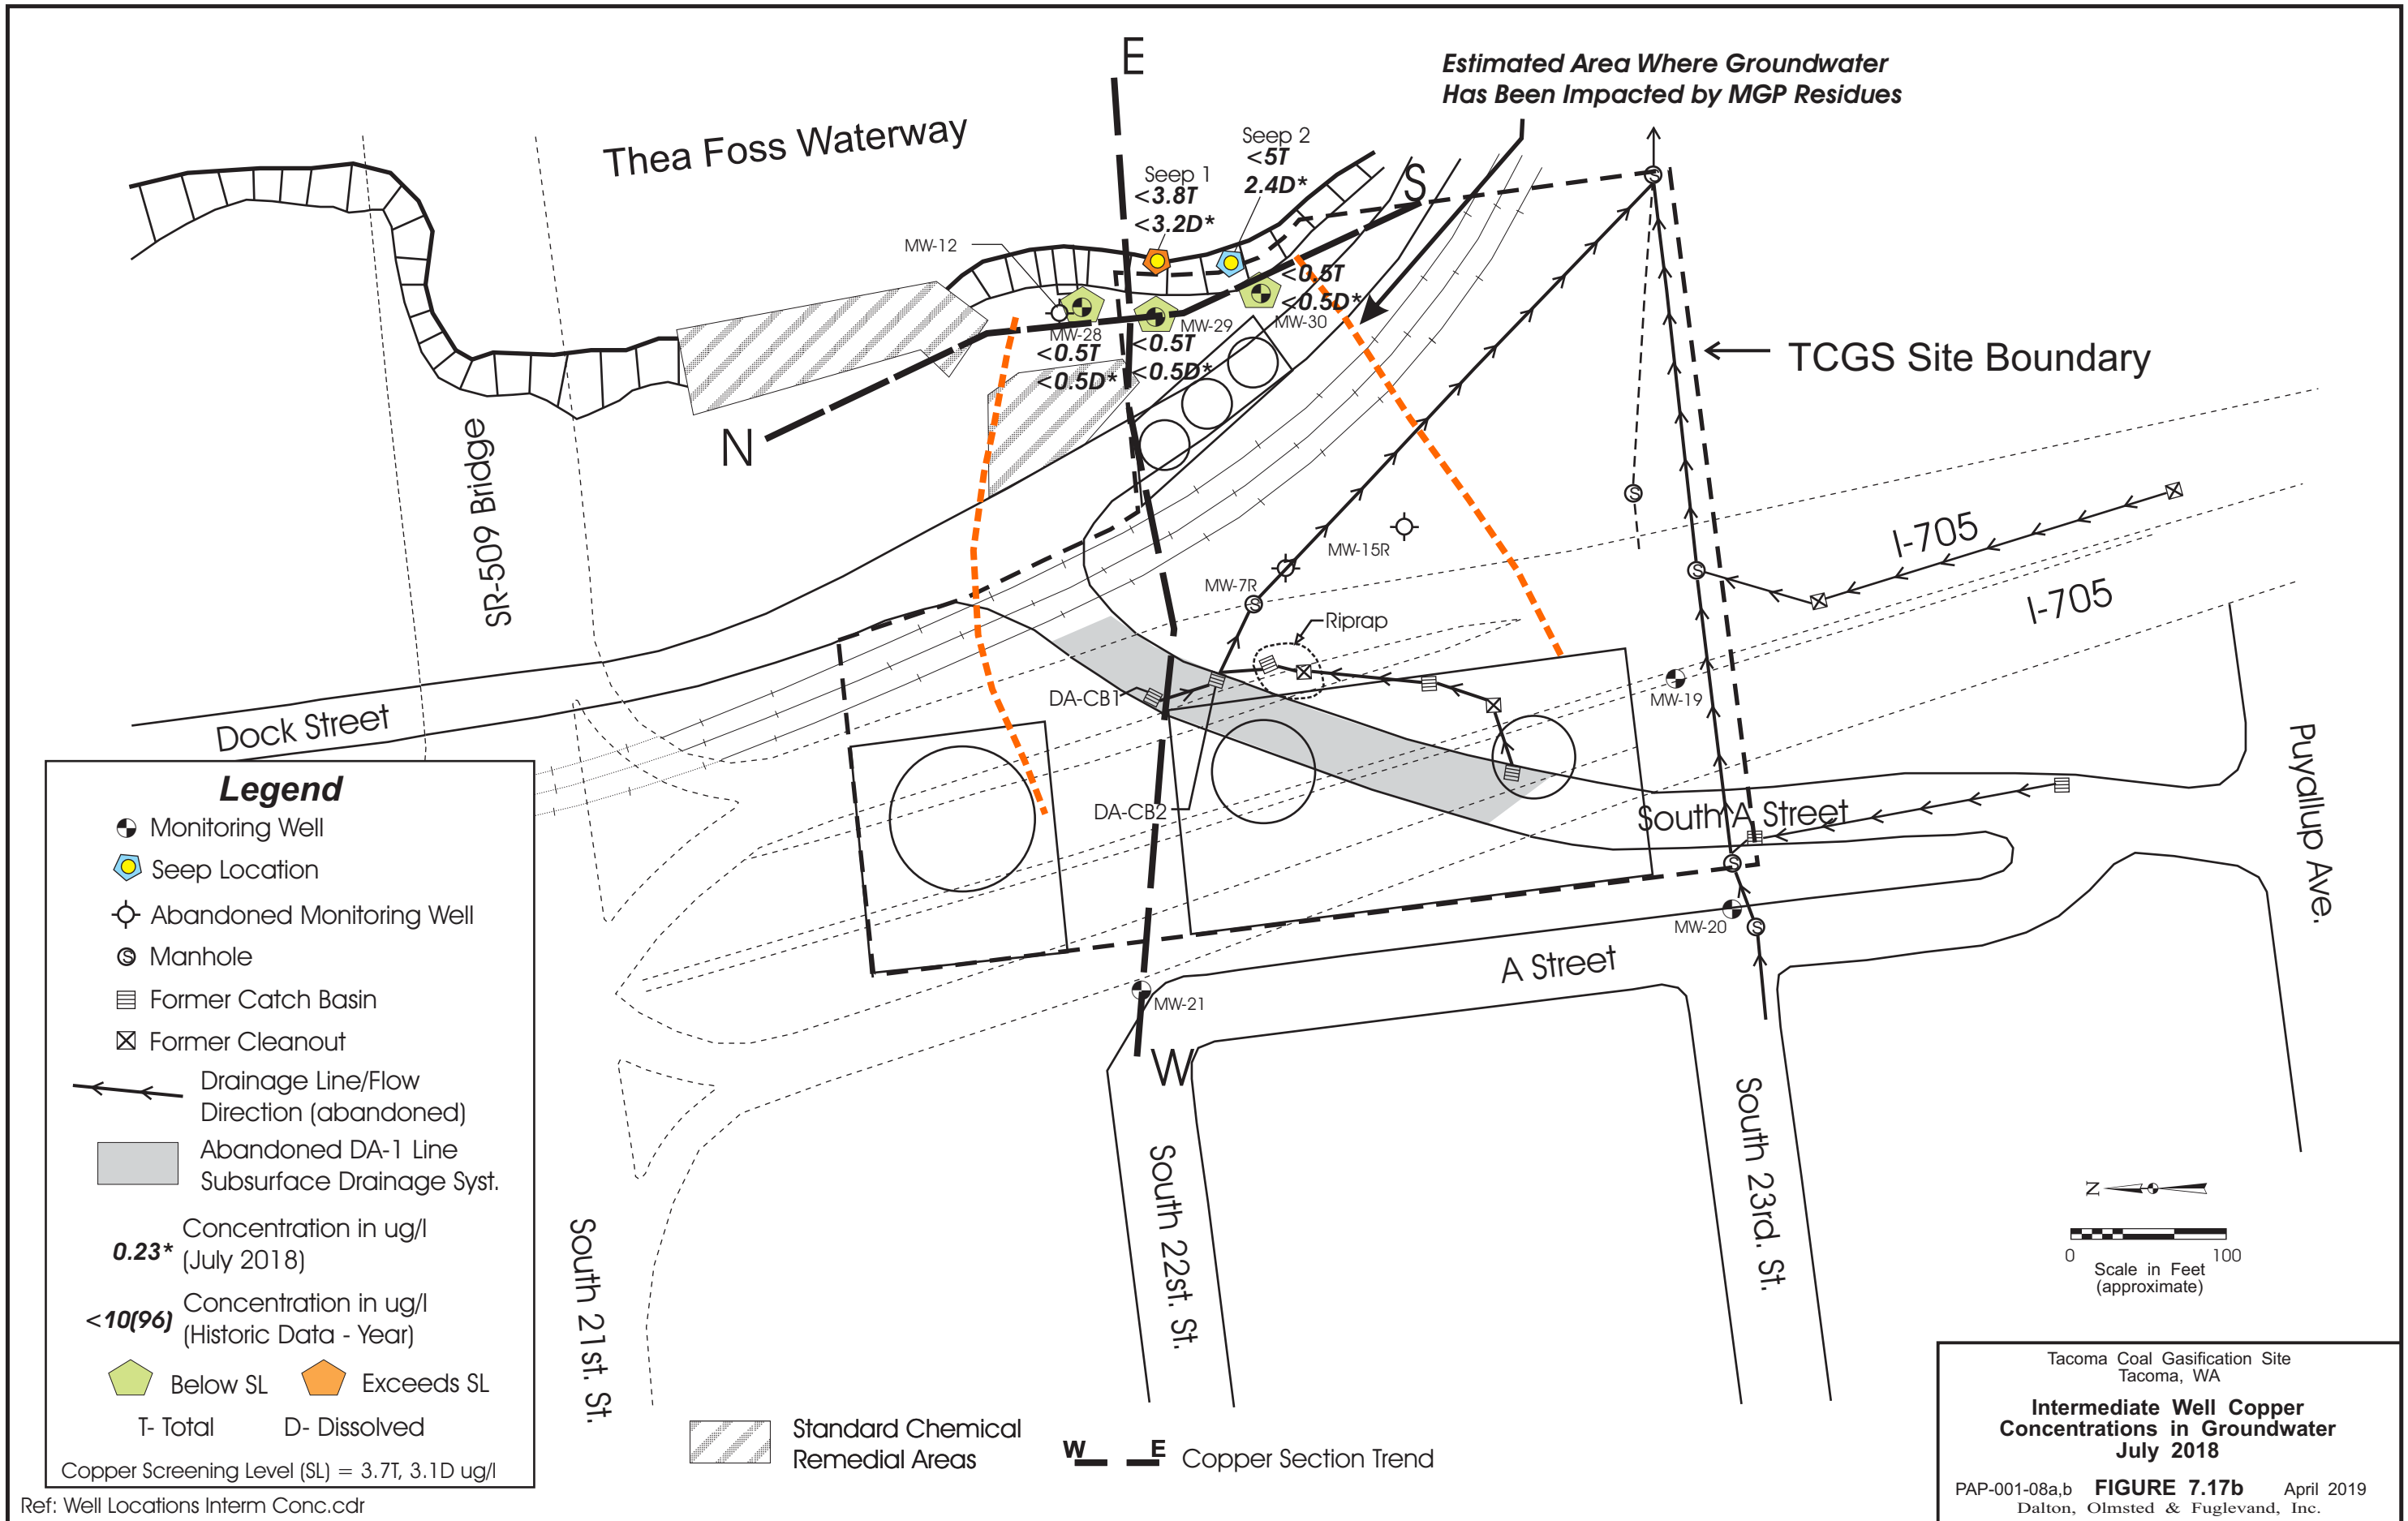 E
Estimated Area Where Groundwater
Has Been Impacted by MGP Residues
Thea Foss Waterway
Seep 2
<5T
2.4D*
Seep 1
<3.8T
<3.2D*
S
MW-12
<0.5T
<0.5D*
MW-30
MW-29
<0.5T
<0.5D*
MW-28
<0.5T
<0.5D*
N
TCGS Site Boundary
SR-509 Bridge
I-705
I-705
MW-15R
MW-7R
Riprap
DA-CB1
MW-19
Dock Street
DA-CB2
South A Street
Puyallup Ave.
MW-20
A Street
MW-21
W
South 21st. St.
South 22st. St.
South 23rd. St.
Legend
Monitoring Well
Seep Location
Abandoned Monitoring Well
S Manhole
Former Catch Basin
Former Cleanout
Drainage Line/Flow
Direction (abandoned)
Abandoned DA-1 Line
Subsurface Drainage Syst.
0.23* Concentration in ug/l
(July 2018)
<10(96) Concentration in ug/l
(Historic Data - Year)
Below SL Exceeds SL
T- Total D- Dissolved
Copper Screening Level (SL) = 3.7T, 3.1D ug/l
Ref: Well Locations Interm Conc.cdr
Standard Chemical
Remedial Areas
W E Copper Section Trend
N
0 100
Scale in Feet
(approximate)
Tacoma Coal Gasification Site
Tacoma, WA
Intermediate Well Copper
Concentrations in Groundwater
July 2018
PAP-001-08a,b FIGURE 7.17b April 2019
Dalton, Olmsted & Fuglevand, Inc.